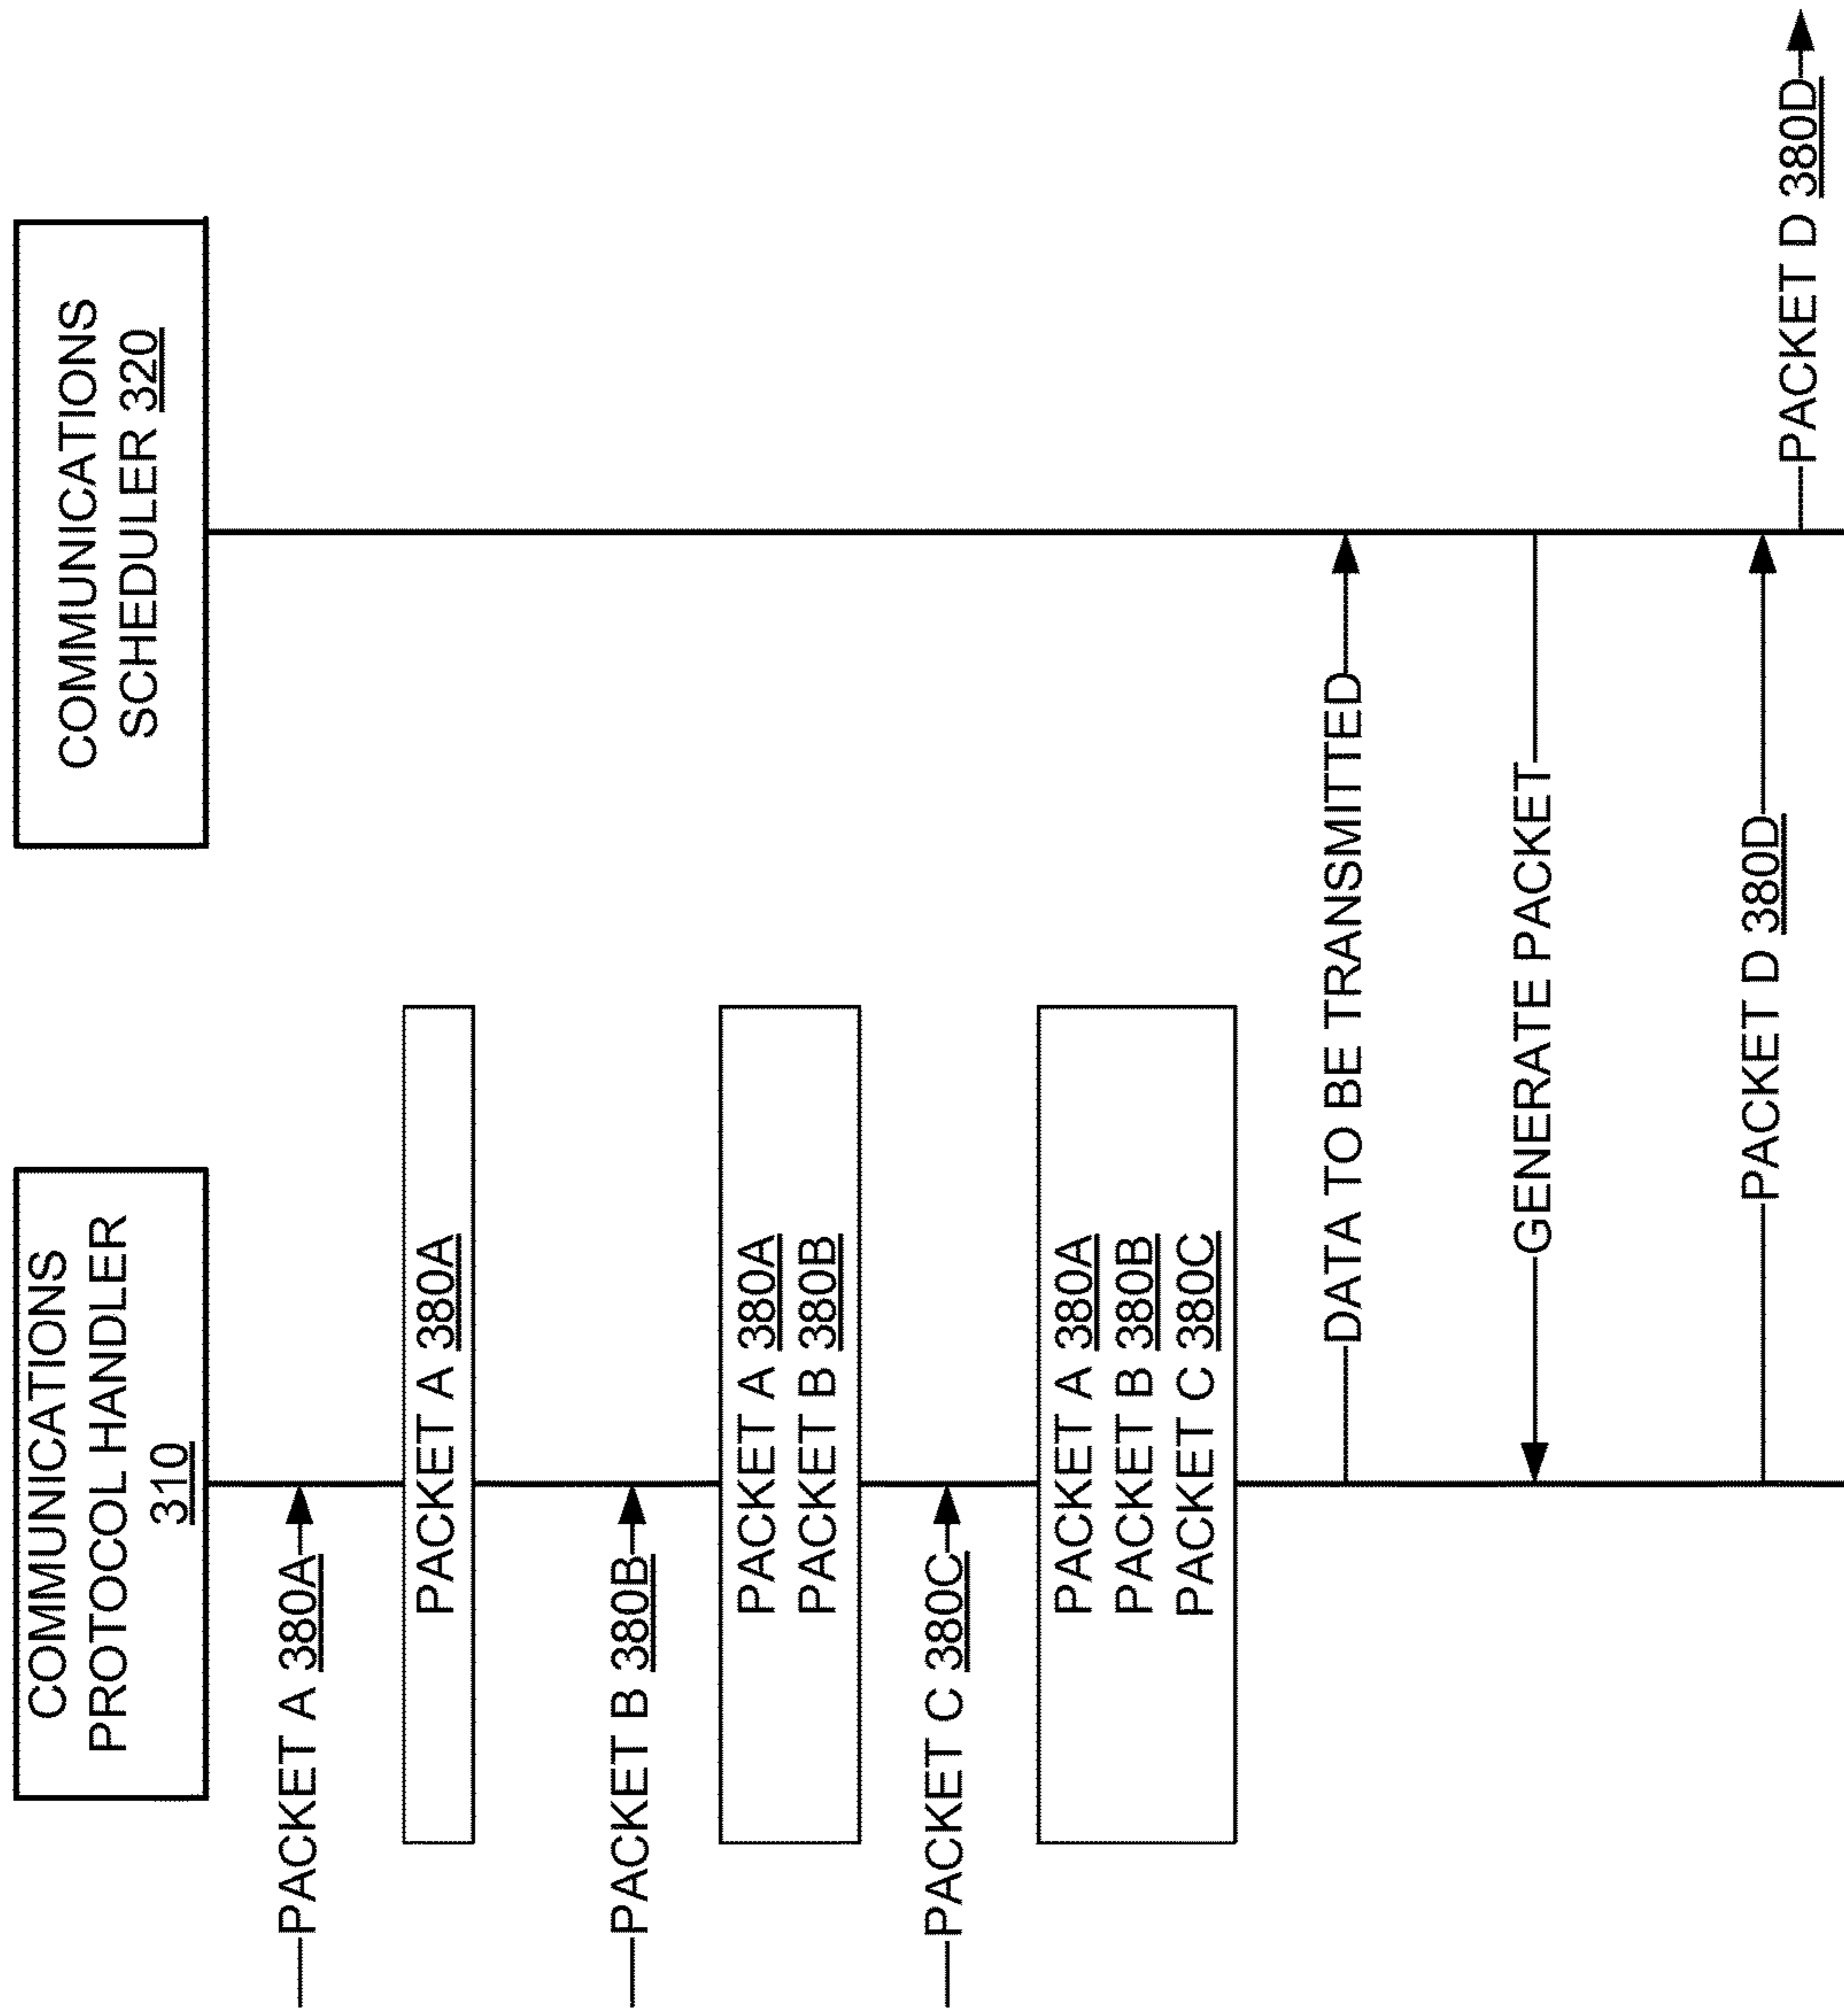 COMMUNICATIONS
PROTOCOL HANDLER
310
COMMUNICATIONS
SCHEDULER 320
PACKET A 380A
PACKET A 380A
PACKET B 380B
PACKET A 380A
PACKET B 380B
PACKET C 380C
PACKET A 380A
PACKET B 380B
PACKET C 380C
DATA TO BE TRANSMITTED
GENERATE PACKET
PACKET D 380D
PACKET D 380D